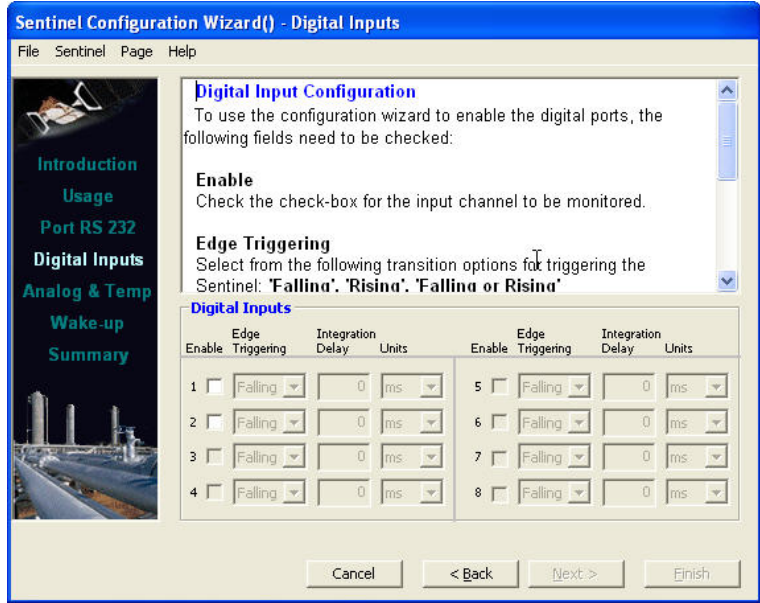 Sentinel Configuration Wizard() - Digital Inputs
File Sentinel Page Help
Introduction
Usage
Port RS 232
Digital Inputs
Analog & Temp
Wake-up
Summary
Digital Input Configuration
To use the configuration wizard to enable the digital ports, the
following fields need to be checked:
Enable
Check the check-box for the input channel to be monitored.
Edge Triggering
Select from the following transition options for triggering the
Sentinel: 'Falling', 'Rising', 'Falling or Rising'
Digital Inputs
Enable Edge Triggering Integration Delay Units Enable Edge Triggering Integration Delay Units
1 Falling 0 ms 5 Falling 0 ms
2 Falling 0 ms 6 Falling 0 ms
3 Falling 0 ms 7 Falling 0 ms
4 Falling 0 ms 8 Falling 0 ms
Cancel < Back Next > Finish